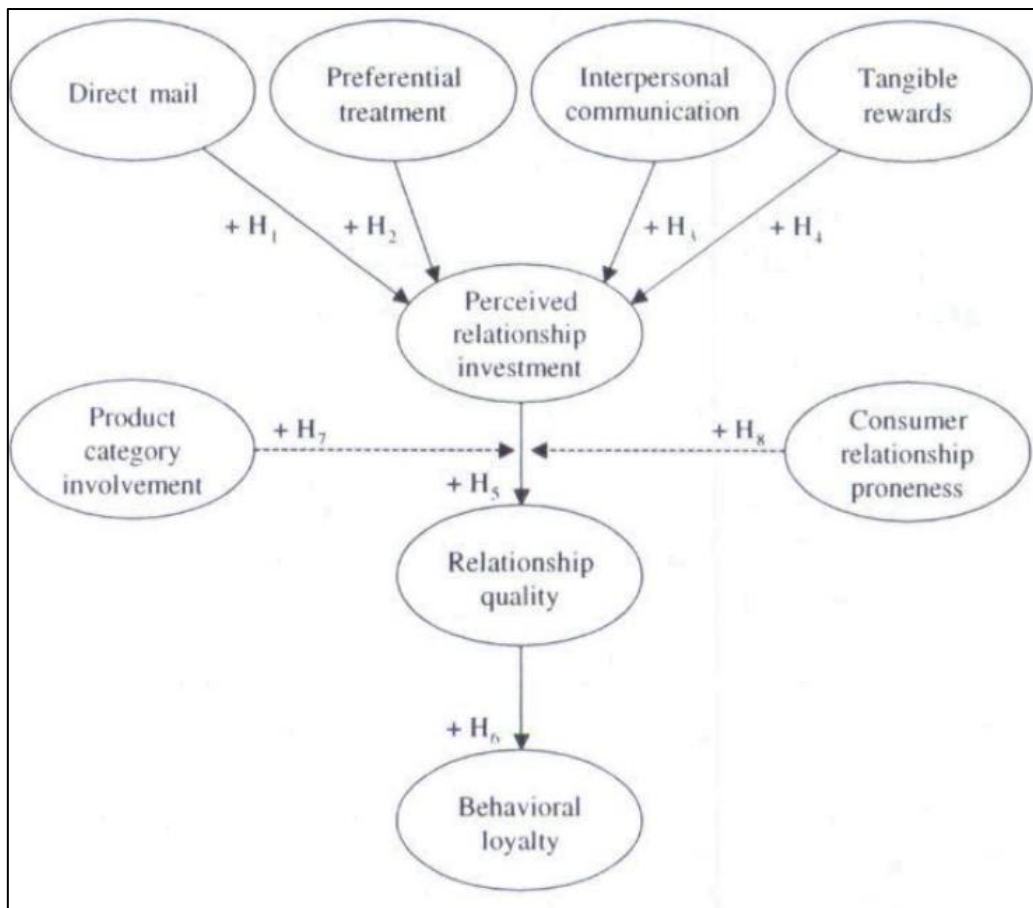 Direct mail
Preferential
treatment
Interpersonal
communication
Tangible
rewards
+ H₁
+ H₂
+ H₃
+ H₄
Perceived
relationship
investment
Product
category
involvement
+ H₇
+ H₈
Consumer
relationship
proneness
+ H₅
Relationship
quality
+ H₆
Behavioral
loyalty